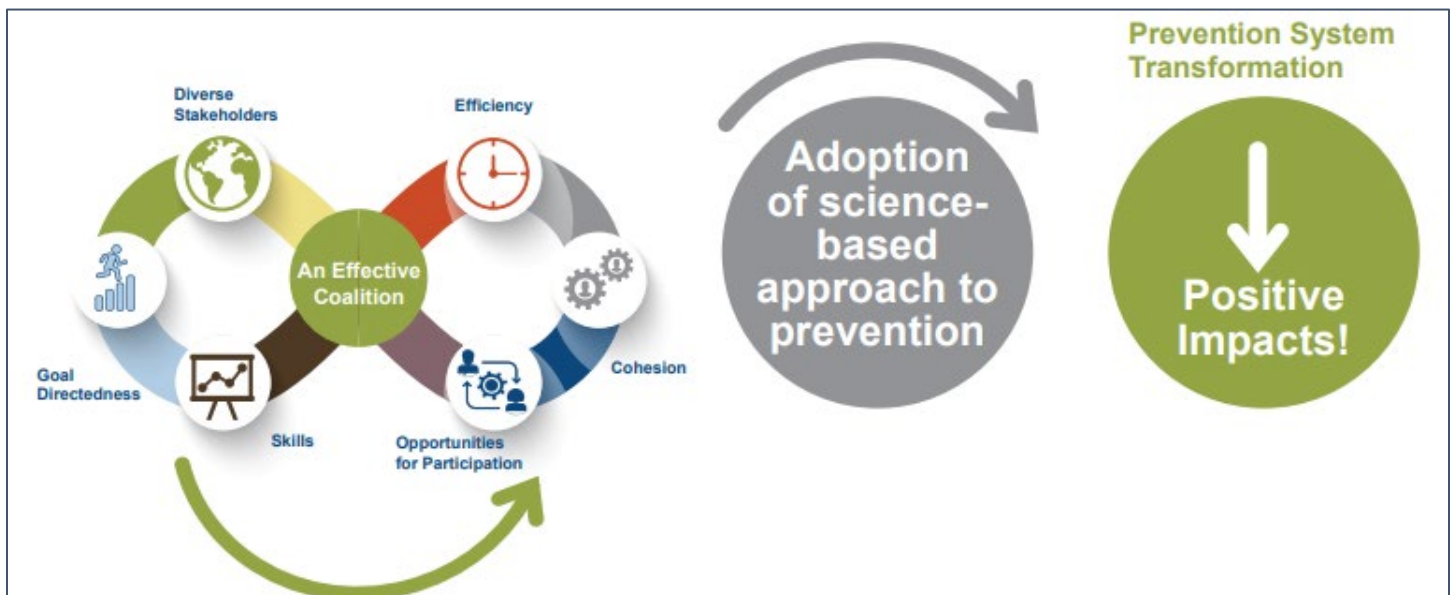 Diverse
Stakeholders
Efficiency
An Effective
Coalition
Goal
Directedness
Skills
Opportunities
for Participation
Cohesion
Adoption
of science-
based
approach to
prevention
Prevention System
Transformation
Positive
Impacts!